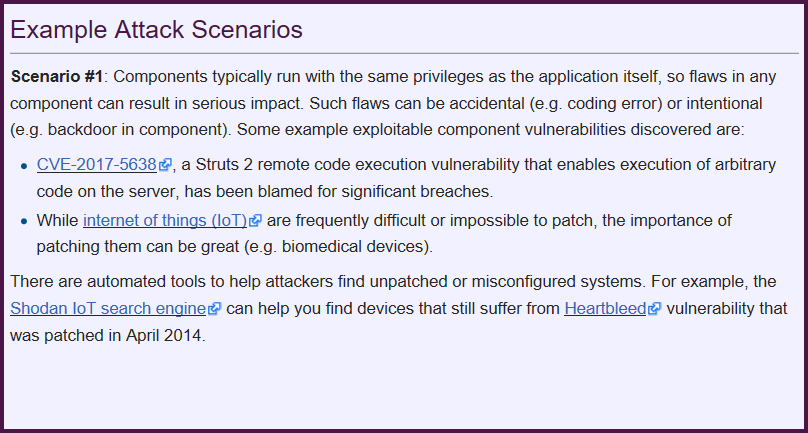 Example Attack Scenarios
Scenario #1: Components typically run with the same privileges as the application itself, so flaws in any
component can result in serious impact. Such flaws can be accidental (e.g. coding error) or intentional
(e.g. backdoor in component). Some example exploitable component vulnerabilities discovered are:
• CVE-2017-5638, a Struts 2 remote code execution vulnerability that enables execution of arbitrary
code on the server, has been blamed for significant breaches.
• While internet of things (IoT) are frequently difficult or impossible to patch, the importance of
patching them can be great (e.g. biomedical devices).
There are automated tools to help attackers find unpatched or misconfigured systems. For example, the
Shodan IoT search engine can help you find devices that still suffer from Heartbleed vulnerability that
was patched in April 2014.